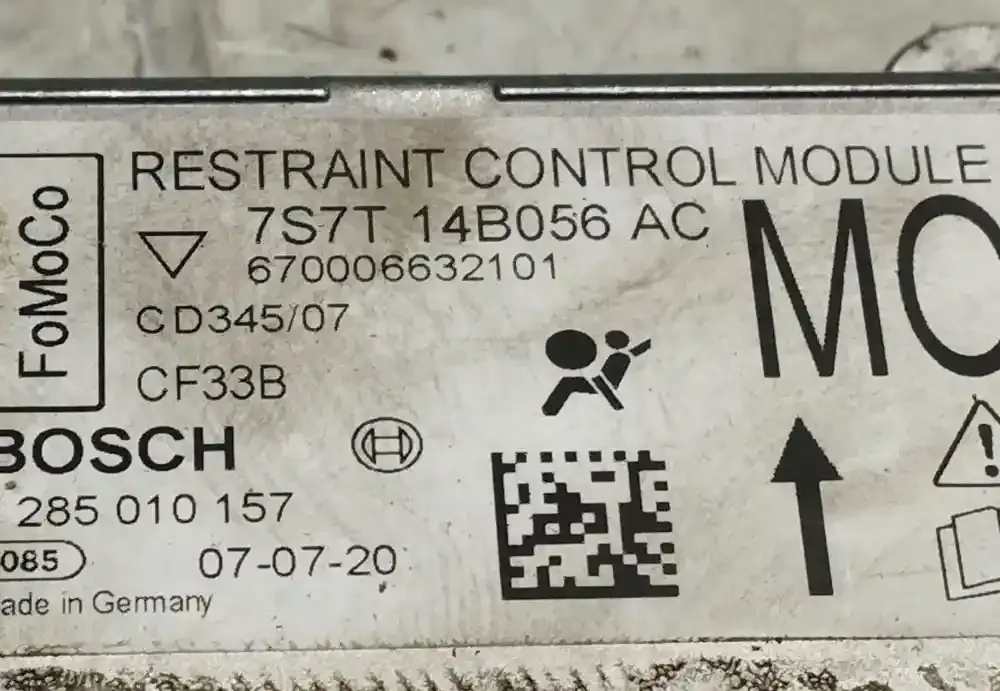 RESTRAINT CONTROL MODULE
FoMoCo
7S7T 14B056 AC
670006632101
CD345/07
CF33B
MO
BOSCH
285 010 157
085
07-07-20
ade in Germany